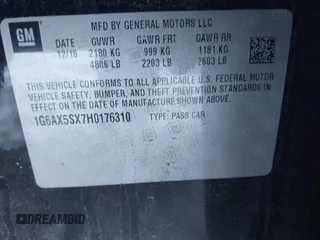 GM
MFD BY GENERAL MOTORS LLC
DATE GVWR GAWR FRT GAWR RR
12/16 2180 KG 999 KG 1181 KG
4806 LB 2203 LB 2603 LB
THIS VEHICLE CONFORMS TO ALL APPLICABLE U.S. FEDERAL MOTOR
VEHICLE SAFETY, BUMPER, AND THEFT PREVENTION STANDARDS IN
EFFECT ON THE DATE OF MANUFACTURE SHOWN ABOVE.
1G6AX5SX7H0176310 TYPE: PASS CAR
DREAMBID